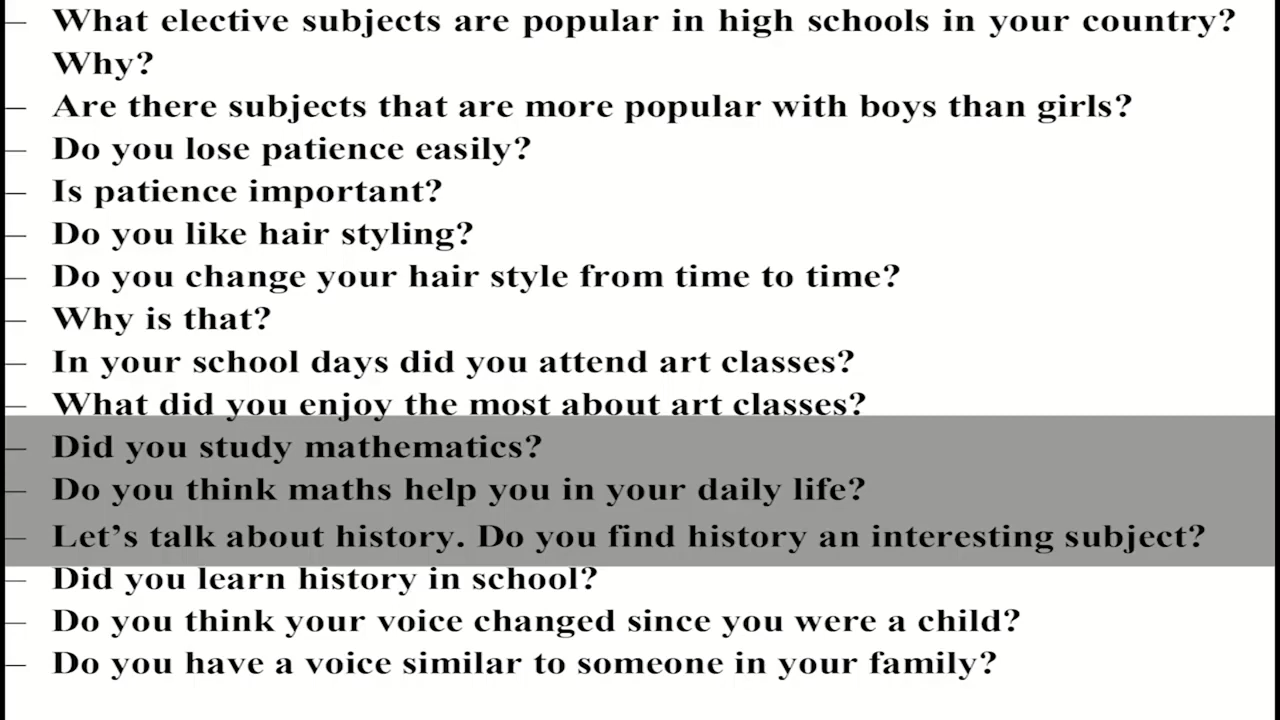 — What elective subjects are popular in high schools in your country?
Why?
— Are there subjects that are more popular with boys than girls?
— Do you lose patience easily?
— Is patience important?
— Do you like hair styling?
— Do you change your hair style from time to time?
— Why is that?
— In your school days did you attend art classes?
— What did you enjoy the most about art classes?
— Did you study mathematics?
— Do you think maths help you in your daily life?
— Let’s talk about history. Do you find history an interesting subject?
— Did you learn history in school?
— Do you think your voice changed since you were a child?
— Do you have a voice similar to someone in your family?